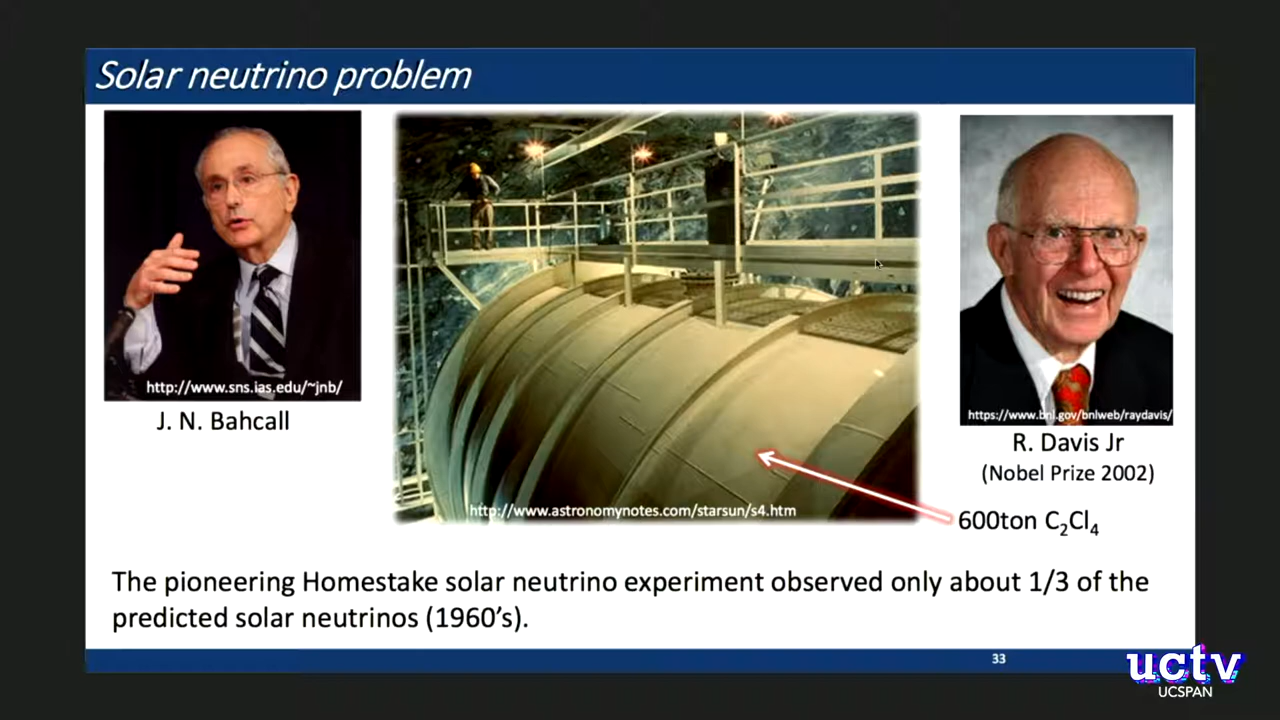 Solar neutrino problem
http://www.sns.ias.edu/~jnb/
J. N. Bahcall
http://www.astronomynotes.com/starsun/s4.htm
https://www.bnl.gov/bnlweb/raydavis/
R. Davis Jr
(Nobel Prize 2002)
600ton C₂Cl₄
The pioneering Homestake solar neutrino experiment observed only about 1/3 of the
predicted solar neutrinos (1960's).
33
uctv
UCSPAN